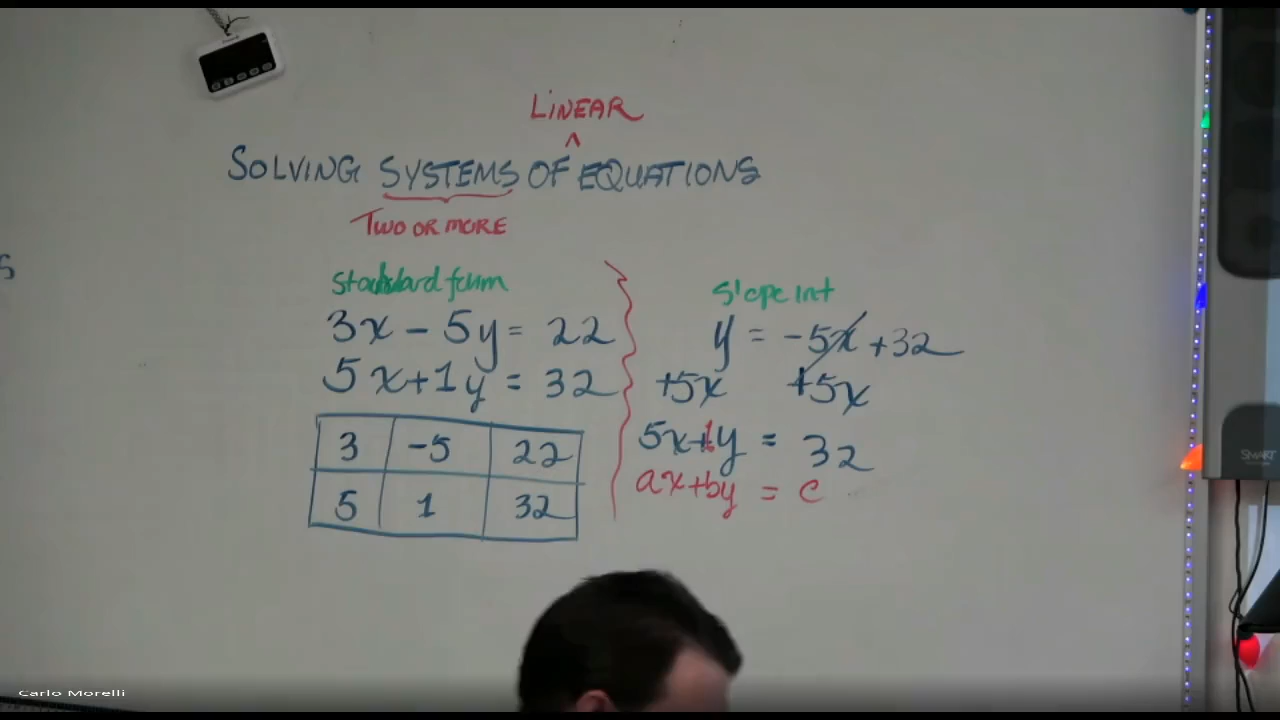 LINEAR
^
SOLVING SYSTEMS OF EQUATIONS
TWO OR MORE
Standard form
3x - 5y = 22
5x + 1y = 32
3 -5 22
5 1 32
Slope int
y = -5x + 32
+5x +5x
5x + 1y = 32
ax + by = c
SMART
Carlo Morelli